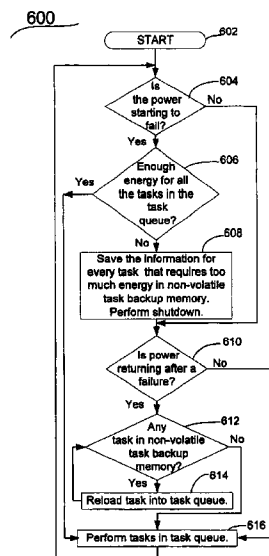 600
START
602
Is
the power
starting to
fail?
604
No
Yes
Enough
energy for all
the tasks in the
task
queue?
606
Yes
No
608
Save the information for
every task that requires too
much energy in non-volatile
task backup memory.
Perform shutdown.
610
Is power
returning after a
failure?
No
Yes
612
Any
task in non-volatile
task backup
memory?
No
Yes
614
Reload task into task queue.
616
Perform tasks in task queue.